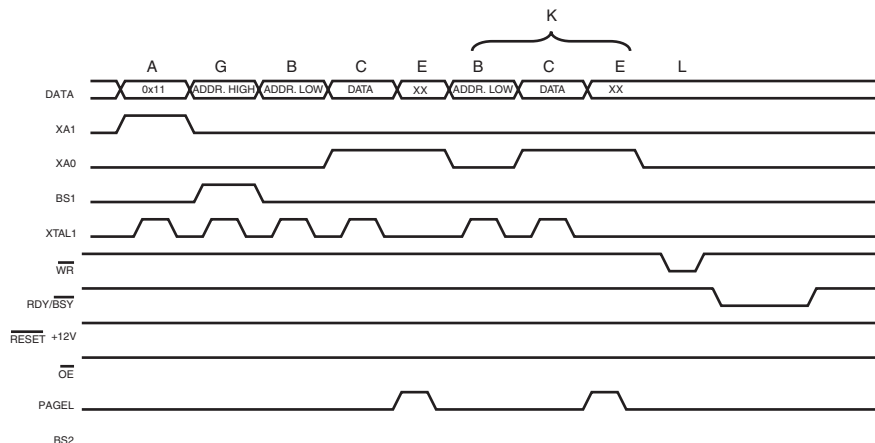 K
A G B C E B C E L
DATA 0x11 ADDR. HIGH ADDR. LOW DATA XX ADDR. LOW DATA XX
XA1
XA0
BS1
XTAL1
WR
RDY/BSY
RESET +12V
OE
PAGEL
BS2